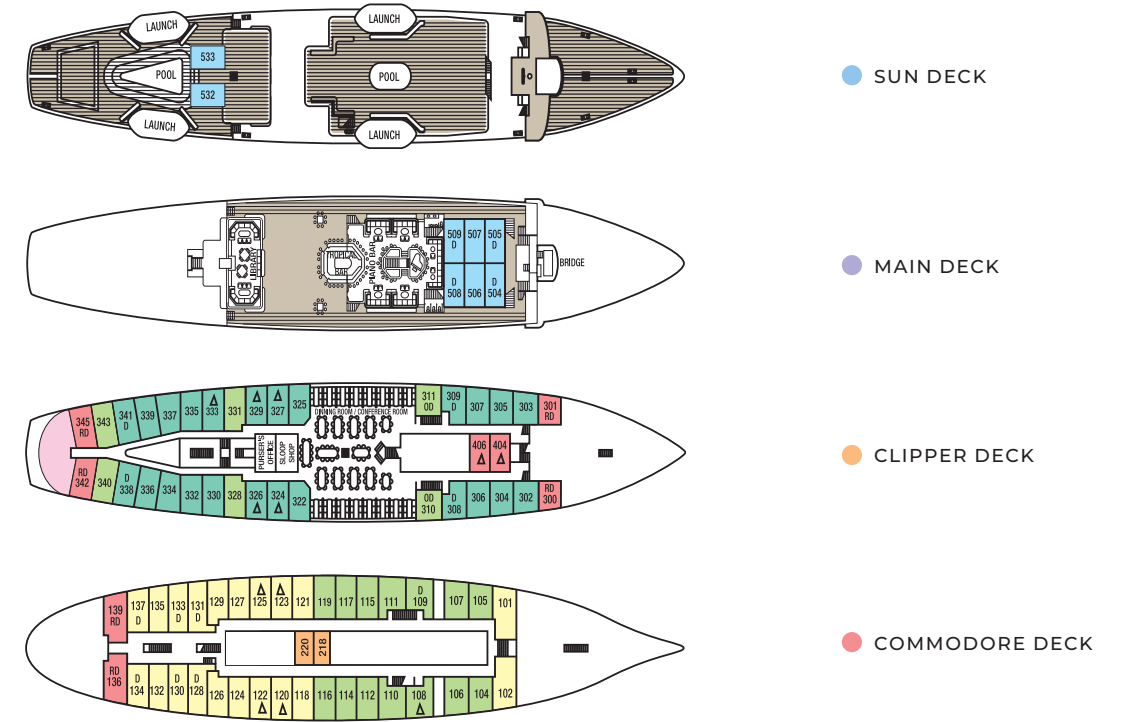 LAUNCH
LAUNCH
533
POOL
POOL
532
LAUNCH
LAUNCH
SUN DECK
509 D
507
505 D
LIBRARY
TROPICAL BAR
PIANO BAR
BRIDGE
D 508
506
D 504
MAIN DECK
345 RD
343
341 D
339
337
335
333
331
329
327
325
DINNING ROOM / CONFERENCE ROOM
311 OD
309 D
307
305
303
301 RD
PURSER'S OFFICE
SLOOP SHOP
406
404
RD 342
340
D 338
336
334
332
330
328
326
324
322
OD 310
D 308
306
304
302
RD 300
CLIPPER DECK
139 RD
137 D
135
133 D
131 D
129
127
125
123
121
119
117
115
111
D 109
107
105
101
220
218
RD 136
D 134
132
D 130
D 128
126
124
122
120
118
116
114
112
110
108
106
104
102
COMMODORE DECK